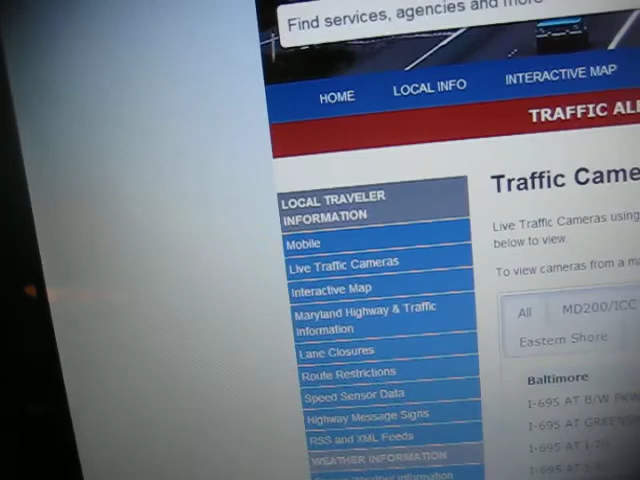 Find services, agencies and more
HOME LOCAL INFO INTERACTIVE MAP
TRAFFIC
LOCAL TRAVELER
INFORMATION
Mobile
Live Traffic Cameras
Interactive Map
Maryland Highway & Traffic
Information
Lane Closures
Route Restrictions
Speed Sensor Data
Highway Message Signs
RSS and XML Feeds
WEATHER INFORMATION
Weather Information
Traffic
Live Traffic Cameras using
below to view.
To view cameras from a
All MD200/ICC
Eastern Shore
Baltimore
I-695 AT B/W PKW
I-695 AT
I-695 AT I-70
I-695 AT